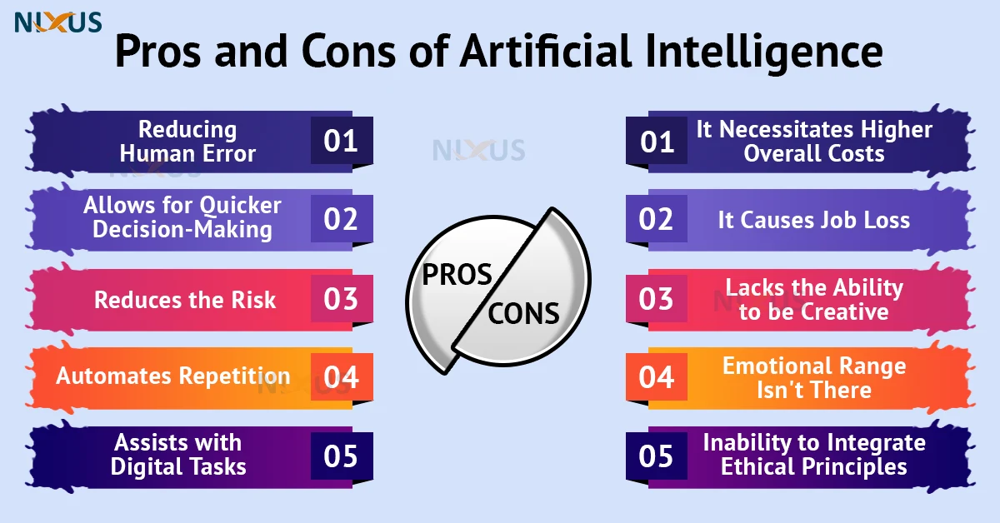 NIXUS
Pros and Cons of Artificial Intelligence
Reducing
Human Error
01
Allows for Quicker
Decision-Making
02
Reduces the Risk
03
Automates Repetition
04
Assists with
Digital Tasks
05
NIXUS
PROS
CONS
01
It Necessitates Higher
Overall Costs
02
It Causes Job Loss
03
Lacks the Ability
to be Creative
04
Emotional Range
Isn't There
05
Inability to Integrate
Ethical Principles
NIXUS
NIXUS
NIXUS